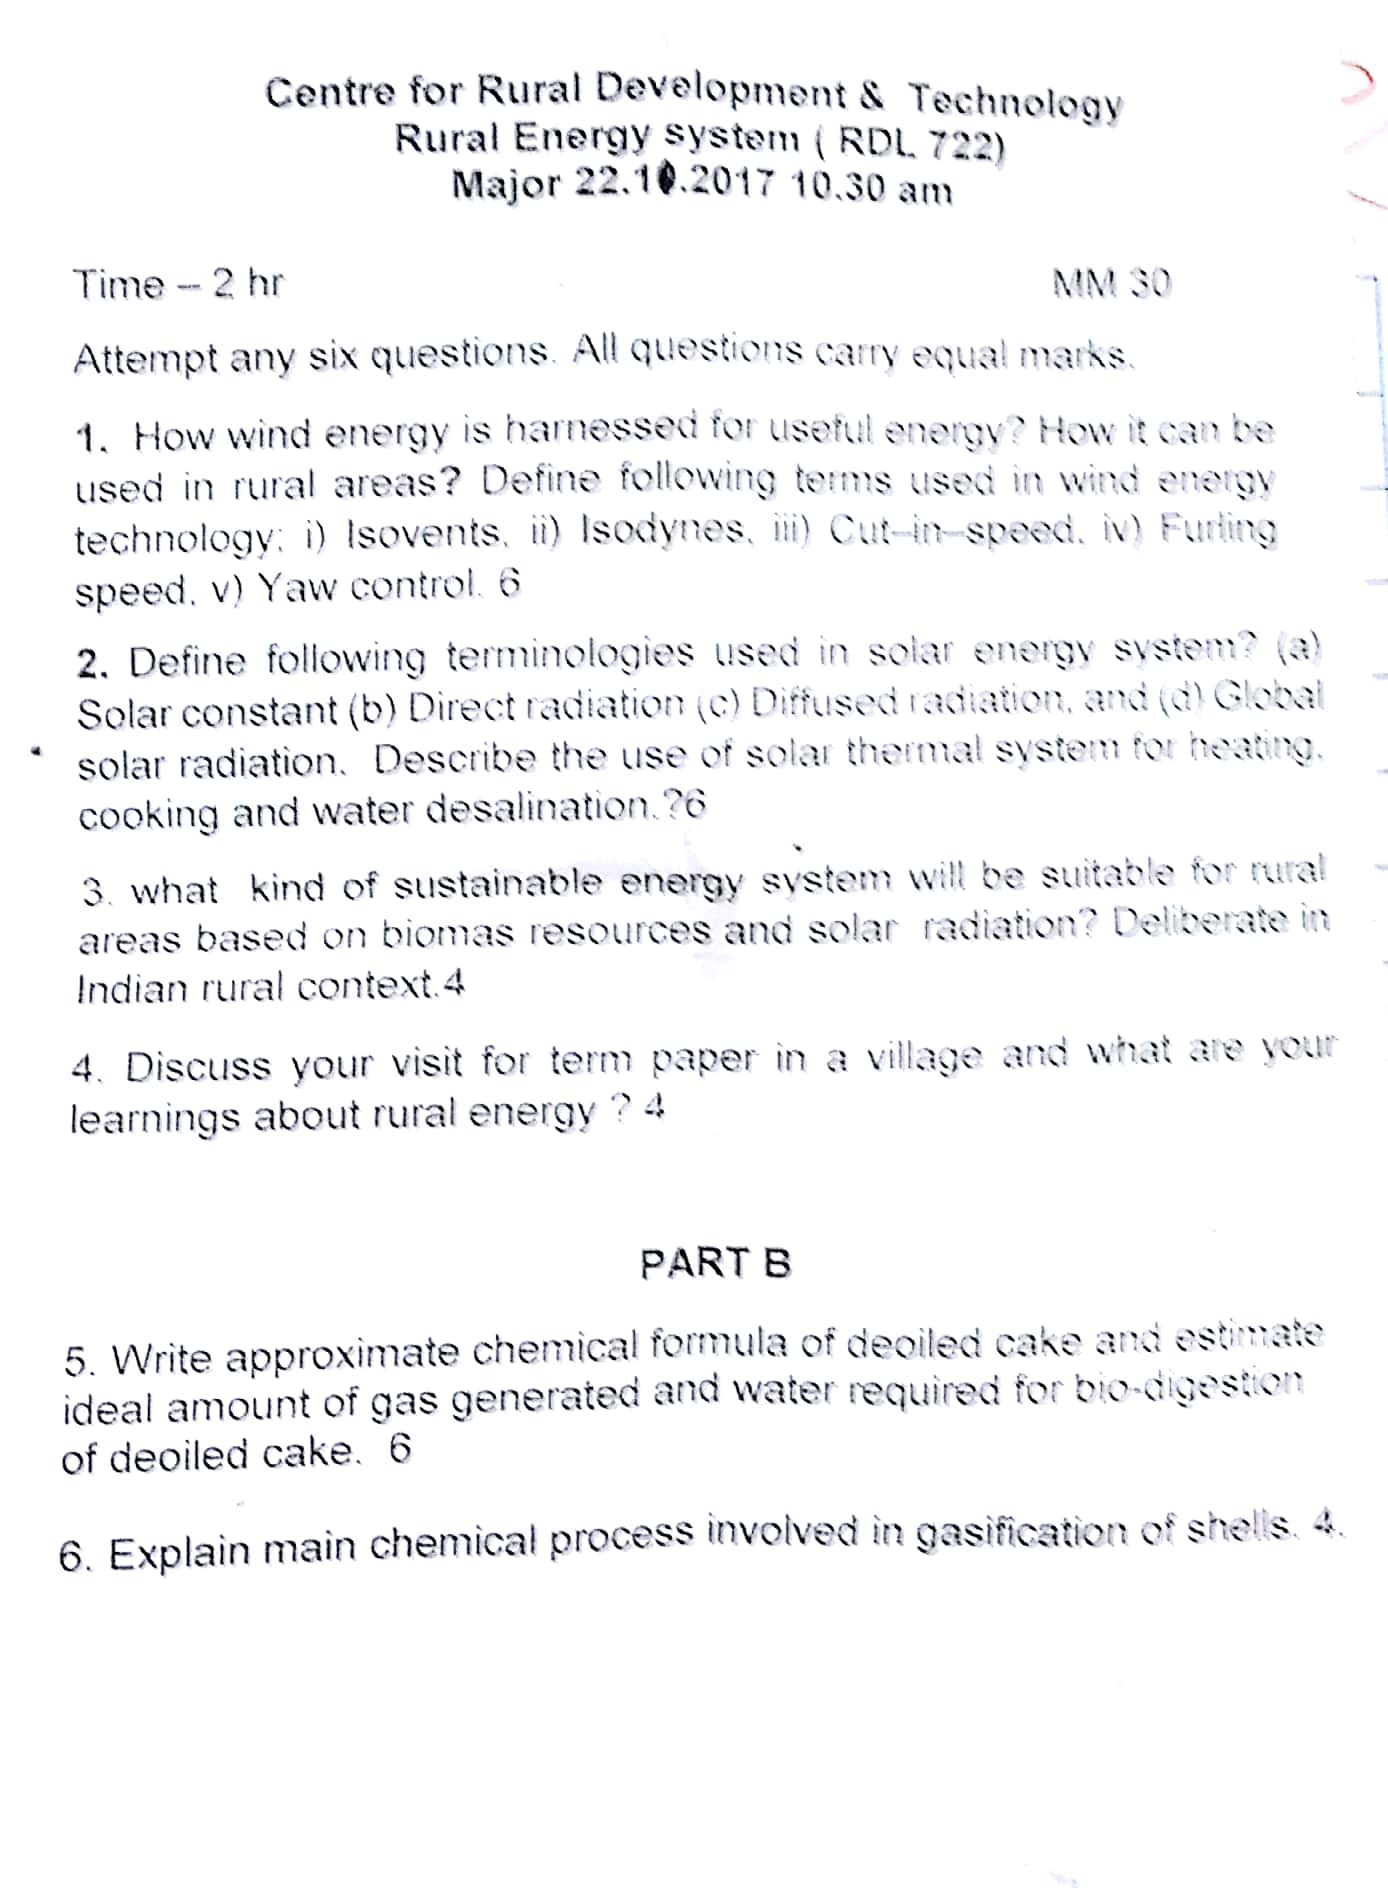 Centre for Rural Development & Technology
Rural Energy system ( RDL 722)
Major 22.10.2017 10.30 am
Time – 2 hr MM 30
Attempt any six questions. All questions carry equal marks.
1. How wind energy is harnessed for useful energy? How it can be
used in rural areas? Define following terms used in wind energy
technology: i) Isovents, ii) Isodynes, iii) Cut–in–speed, iv) Furling
speed, v) Yaw control. 6
2. Define following terminologies used in solar energy system? (a)
Solar constant (b) Direct radiation (c) Diffused radiation, and (d) Global
solar radiation. Describe the use of solar thermal system for heating,
cooking and water desalination.?6
3. what kind of sustainable energy system will be suitable for rural
areas based on biomas resources and solar radiation? Deliberate in
Indian rural context.4
4. Discuss your visit for term paper in a village and what are your
learnings about rural energy ? 4
PART B
5. Write approximate chemical formula of deoiled cake and estimate
ideal amount of gas generated and water required for bio-digestion
of deoiled cake. 6
6. Explain main chemical process involved in gasification of shells. 4.